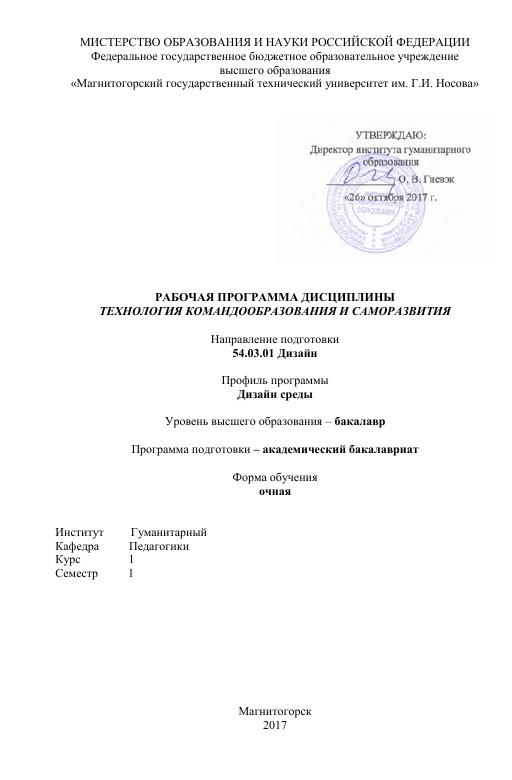 МИСТЕРСТВО ОБРАЗОВАНИЯ И НАУКИ РОССИЙСКОЙ ФЕДЕРАЦИИ
Федеральное государственное бюджетное образовательное учреждение
высшего образования
«Магнитогорский государственный технический университет им. Г.И. Носова»
УТВЕРЖДАЮ:
Директор института гуманитарного
образования
О. В. Гневэк
«26» октября 2017 г.
РАБОЧАЯ ПРОГРАММА ДИСЦИПЛИНЫ
ТЕХНОЛОГИЯ КОМАНДООБРАЗОВАНИЯ И САМОРАЗВИТИЯ
Направление подготовки
54.03.01 Дизайн
Профиль программы
Дизайн среды
Уровень высшего образования – бакалавр
Программа подготовки – академический бакалавриат
Форма обучения
очная
Институт Гуманитарный
Кафедра Педагогики
Курс 1
Семестр 1
Магнитогорск
2017